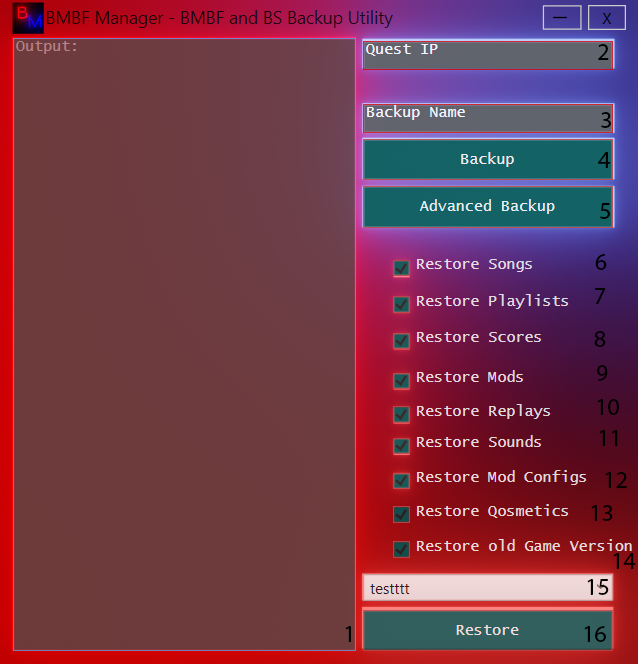 BM BMBF Manager - BMBF and BS Backup Utility — X
Output:
Quest IP 2
Backup Name 3
Backup 4
Advanced Backup 5
Restore Songs 6
Restore Playlists 7
Restore Scores 8
Restore Mods 9
Restore Replays 10
Restore Sounds 11
Restore Mod Configs 12
Restore Qosmetics 13
Restore old Game Version 14
testttt 15
1 Restore 16